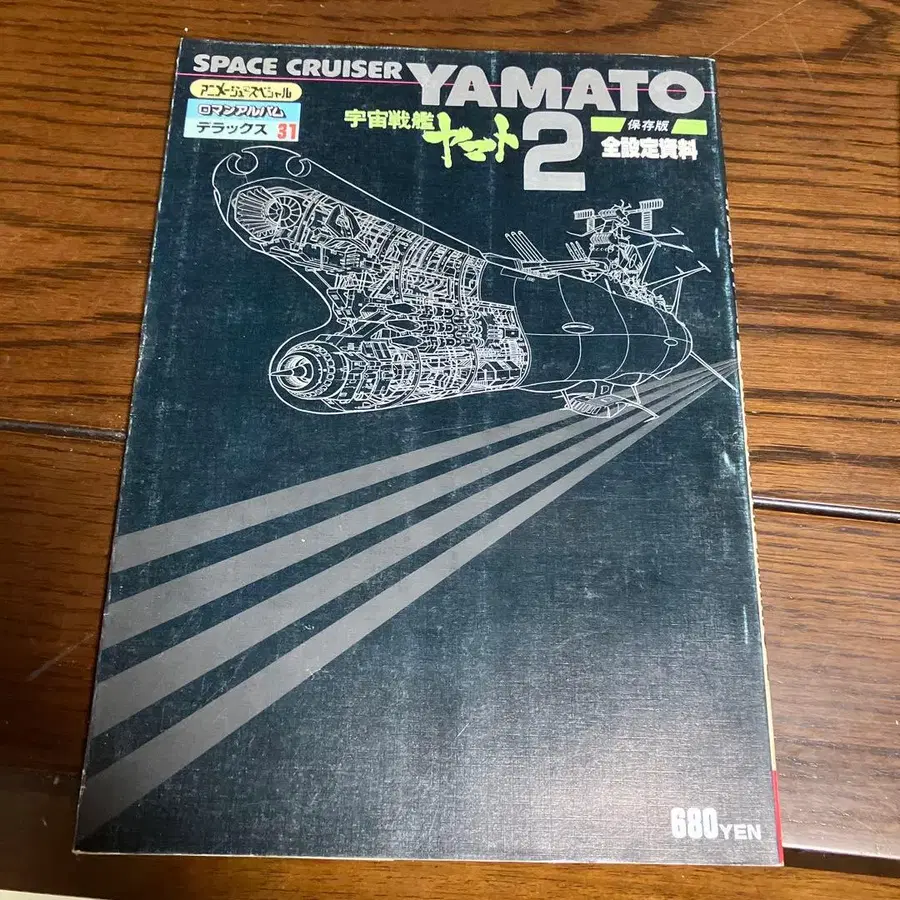 SPACE CRUISER YAMATO
アニメージュスペシャル
ロマンアルバム
デラックス 31
宇宙戦艦ヤマト2
保存版
全設定資料
680YEN